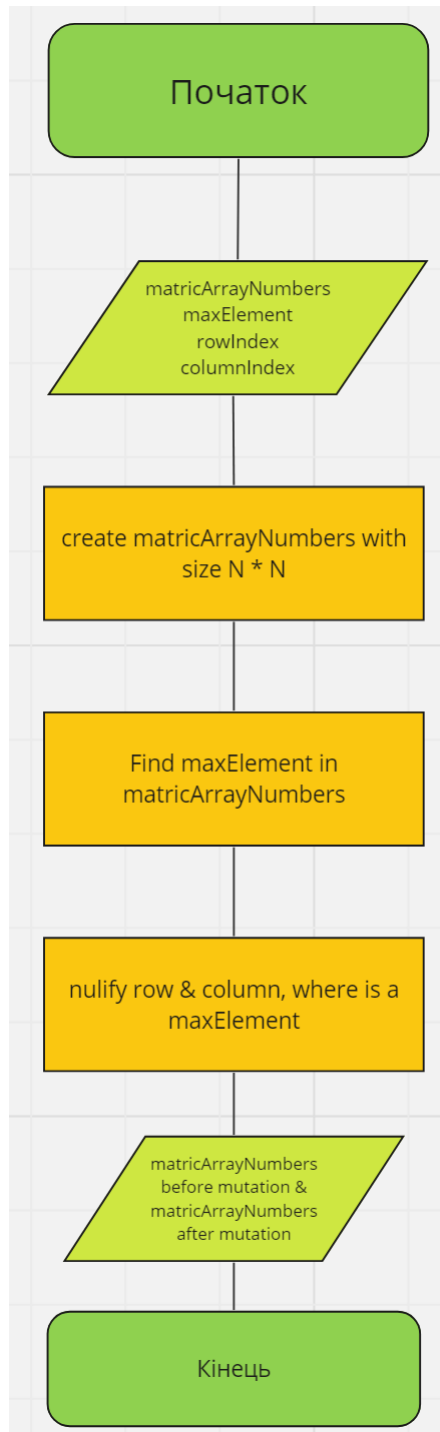 Початок
matricArrayNumbers
maxElement
rowIndex
columnIndex
create matricArrayNumbers with
size N * N
Find maxElement in
matricArrayNumbers
nulify row & column, where is a
maxElement
matricArrayNumbers
before mutation &
matricArrayNumbers
after mutation
Кінець